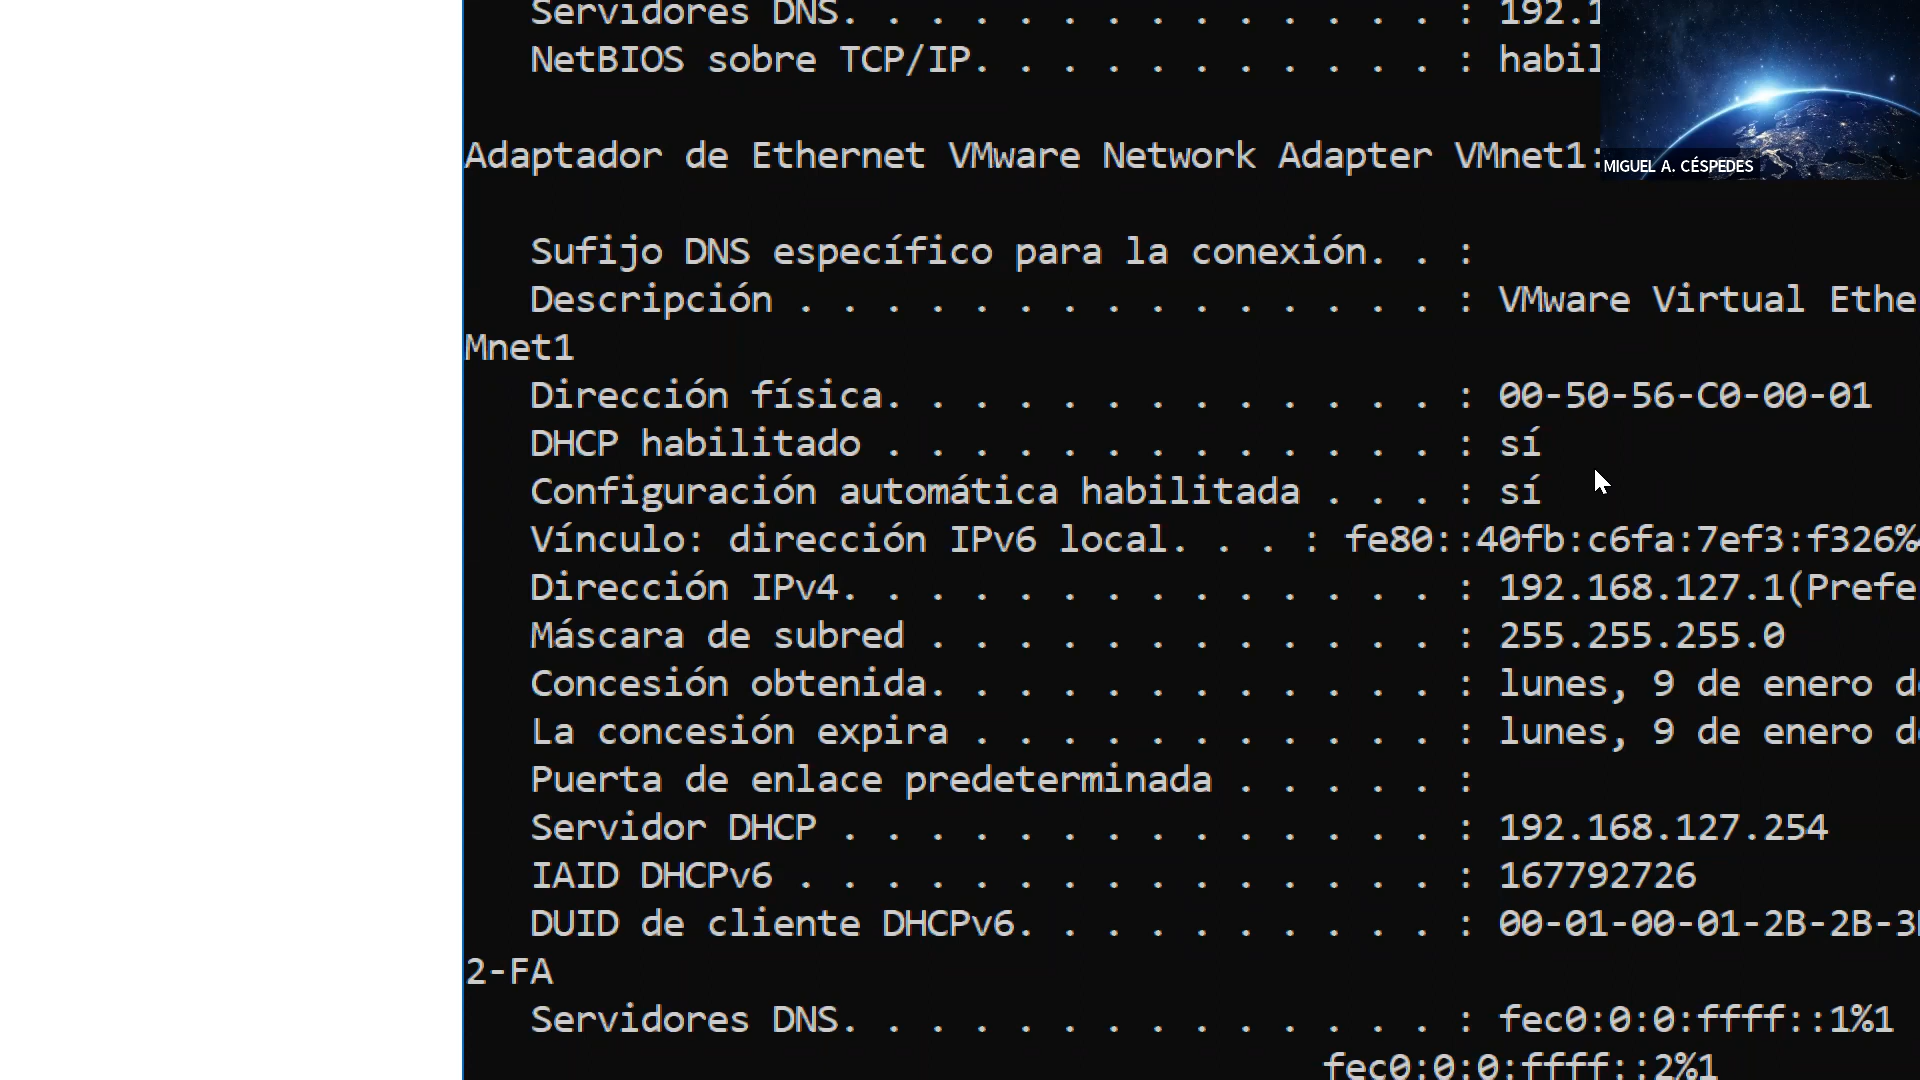 Servidores DNS. . . . . . . . . . . . . . : 192.1
NetBIOS sobre TCP/IP. . . . . . . . . . . : habil
Adaptador de Ethernet VMware Network Adapter VMnet1:
MIGUEL A. CÉSPEDES
Sufijo DNS específico para la conexión. . :
Descripción . . . . . . . . . . . . . . . : VMware Virtual Ethe
Mnet1
Dirección física. . . . . . . . . . . . . : 00-50-56-C0-00-01
DHCP habilitado . . . . . . . . . . . . . : sí
Configuración automática habilitada . . . : sí
Vínculo: dirección IPv6 local. . . : fe80::40fb:c6fa:7ef3:f326%
Dirección IPv4. . . . . . . . . . . . . . : 192.168.127.1(Prefe
Máscara de subred . . . . . . . . . . . . : 255.255.255.0
Concesión obtenida. . . . . . . . . . . . : lunes, 9 de enero d
La concesión expira . . . . . . . . . . . : lunes, 9 de enero d
Puerta de enlace predeterminada . . . . . :
Servidor DHCP . . . . . . . . . . . . . . : 192.168.127.254
IAID DHCPv6 . . . . . . . . . . . . . . . : 167792726
DUID de cliente DHCPv6. . . . . . . . . . : 00-01-00-01-2B-2B-3
2-FA
Servidores DNS. . . . . . . . . . . . . . : fec0:0:0:ffff::1%1
fec0:0:0:ffff::2%1